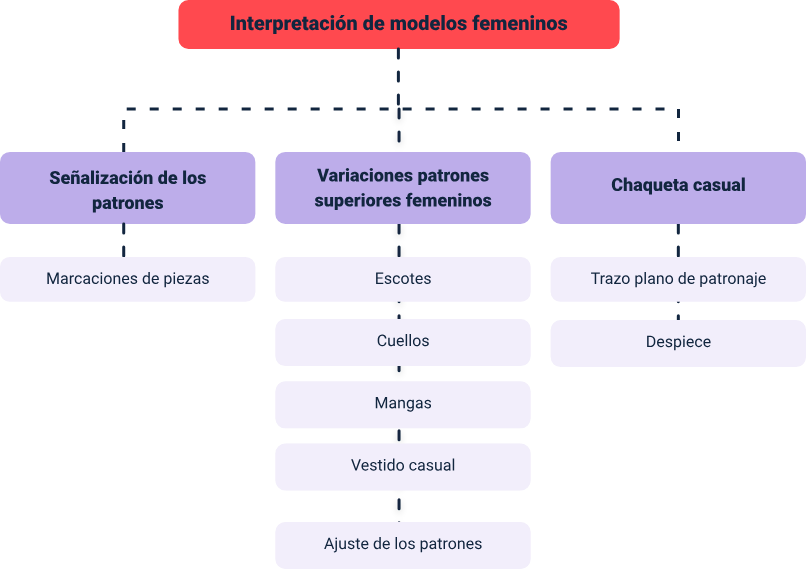 Interpretación de modelos femeninos
Señalización de los
patrones
Marcaciones de piezas
Variaciones patrones
superiores femeninos
Escotes
Cuellos
Mangas
Vestido casual
Ajuste de los patrones
Chaqueta casual
Trazo plano de patronaje
Despiece